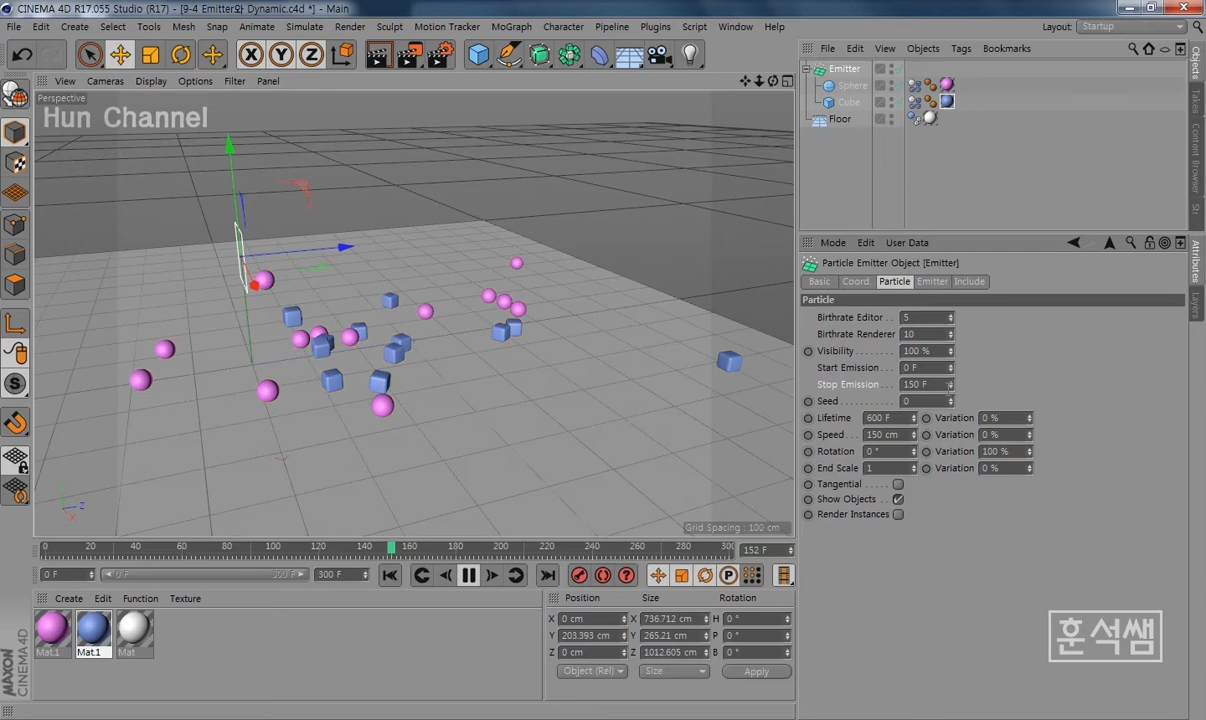 CINEMA 4D R17.055 Studio (R17) - [9-4 Emitter와 Dynamic.c4d *] - Main
File Edit Create Select Tools Mesh Snap Animate Simulate Render Sculpt Motion Tracker MoGraph Character Pipeline Plugins Script Window Help
Layout: Startup
X Y Z
View Cameras Display Options Filter Panel
Perspective
Hun Channel
Grid Spacing : 100 cm
File Edit View Objects Tags Bookmarks
Emitter
Sphere
Cube
Floor
Objects
Takes
Content Browser
Attributes
Layers
Mode Edit User Data
Particle Emitter Object [Emitter]
Basic Coord. Particle Emitter Include
Particle
Birthrate Editor . . 5
Birthrate Renderer 10
Visibility . . . . . . . 100 %
Start Emission . . 0 F
Stop Emission . . . 150 F
Seed . . . . . . . . . . 0
Lifetime 600 F Variation 0 %
Speed . . 150 cm Variation 0 %
Rotation 0 ° Variation 100 %
End Scale 1 Variation 0 %
Tangential . . . . .
Show Objects . .
Render Instances
0 20 40 60 80 100 120 140 160 180 200 220 240 260 280 300
152 F
0 F 0 F 300 F 300 F
Create Edit Function Texture
Mat.1 Mat.1 Mat
Position Size Rotation
X 0 cm X 736.712 cm H 0 °
Y 203.393 cm Y 265.21 cm P 0 °
Z 0 cm Z 1012.605 cm B 0 °
Object (Rel) Size Apply
MAXON CINEMA 4D
훈석쌤